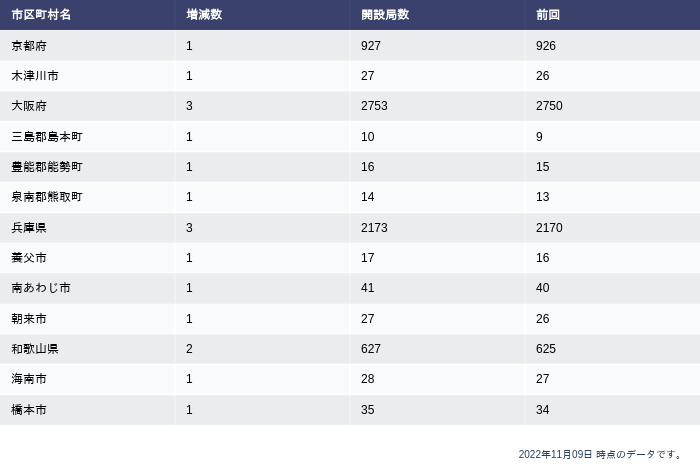 市区町村名 増減数 開設局数 前回
京都府 1 927 926
木津川市 1 27 26
大阪府 3 2753 2750
三島郡島本町 1 10 9
豊能郡能勢町 1 16 15
泉南郡熊取町 1 14 13
兵庫県 3 2173 2170
養父市 1 17 16
南あわじ市 1 41 40
朝来市 1 27 26
和歌山県 2 627 625
海南市 1 28 27
橋本市 1 35 34
2022年11月09日 時点のデータです。